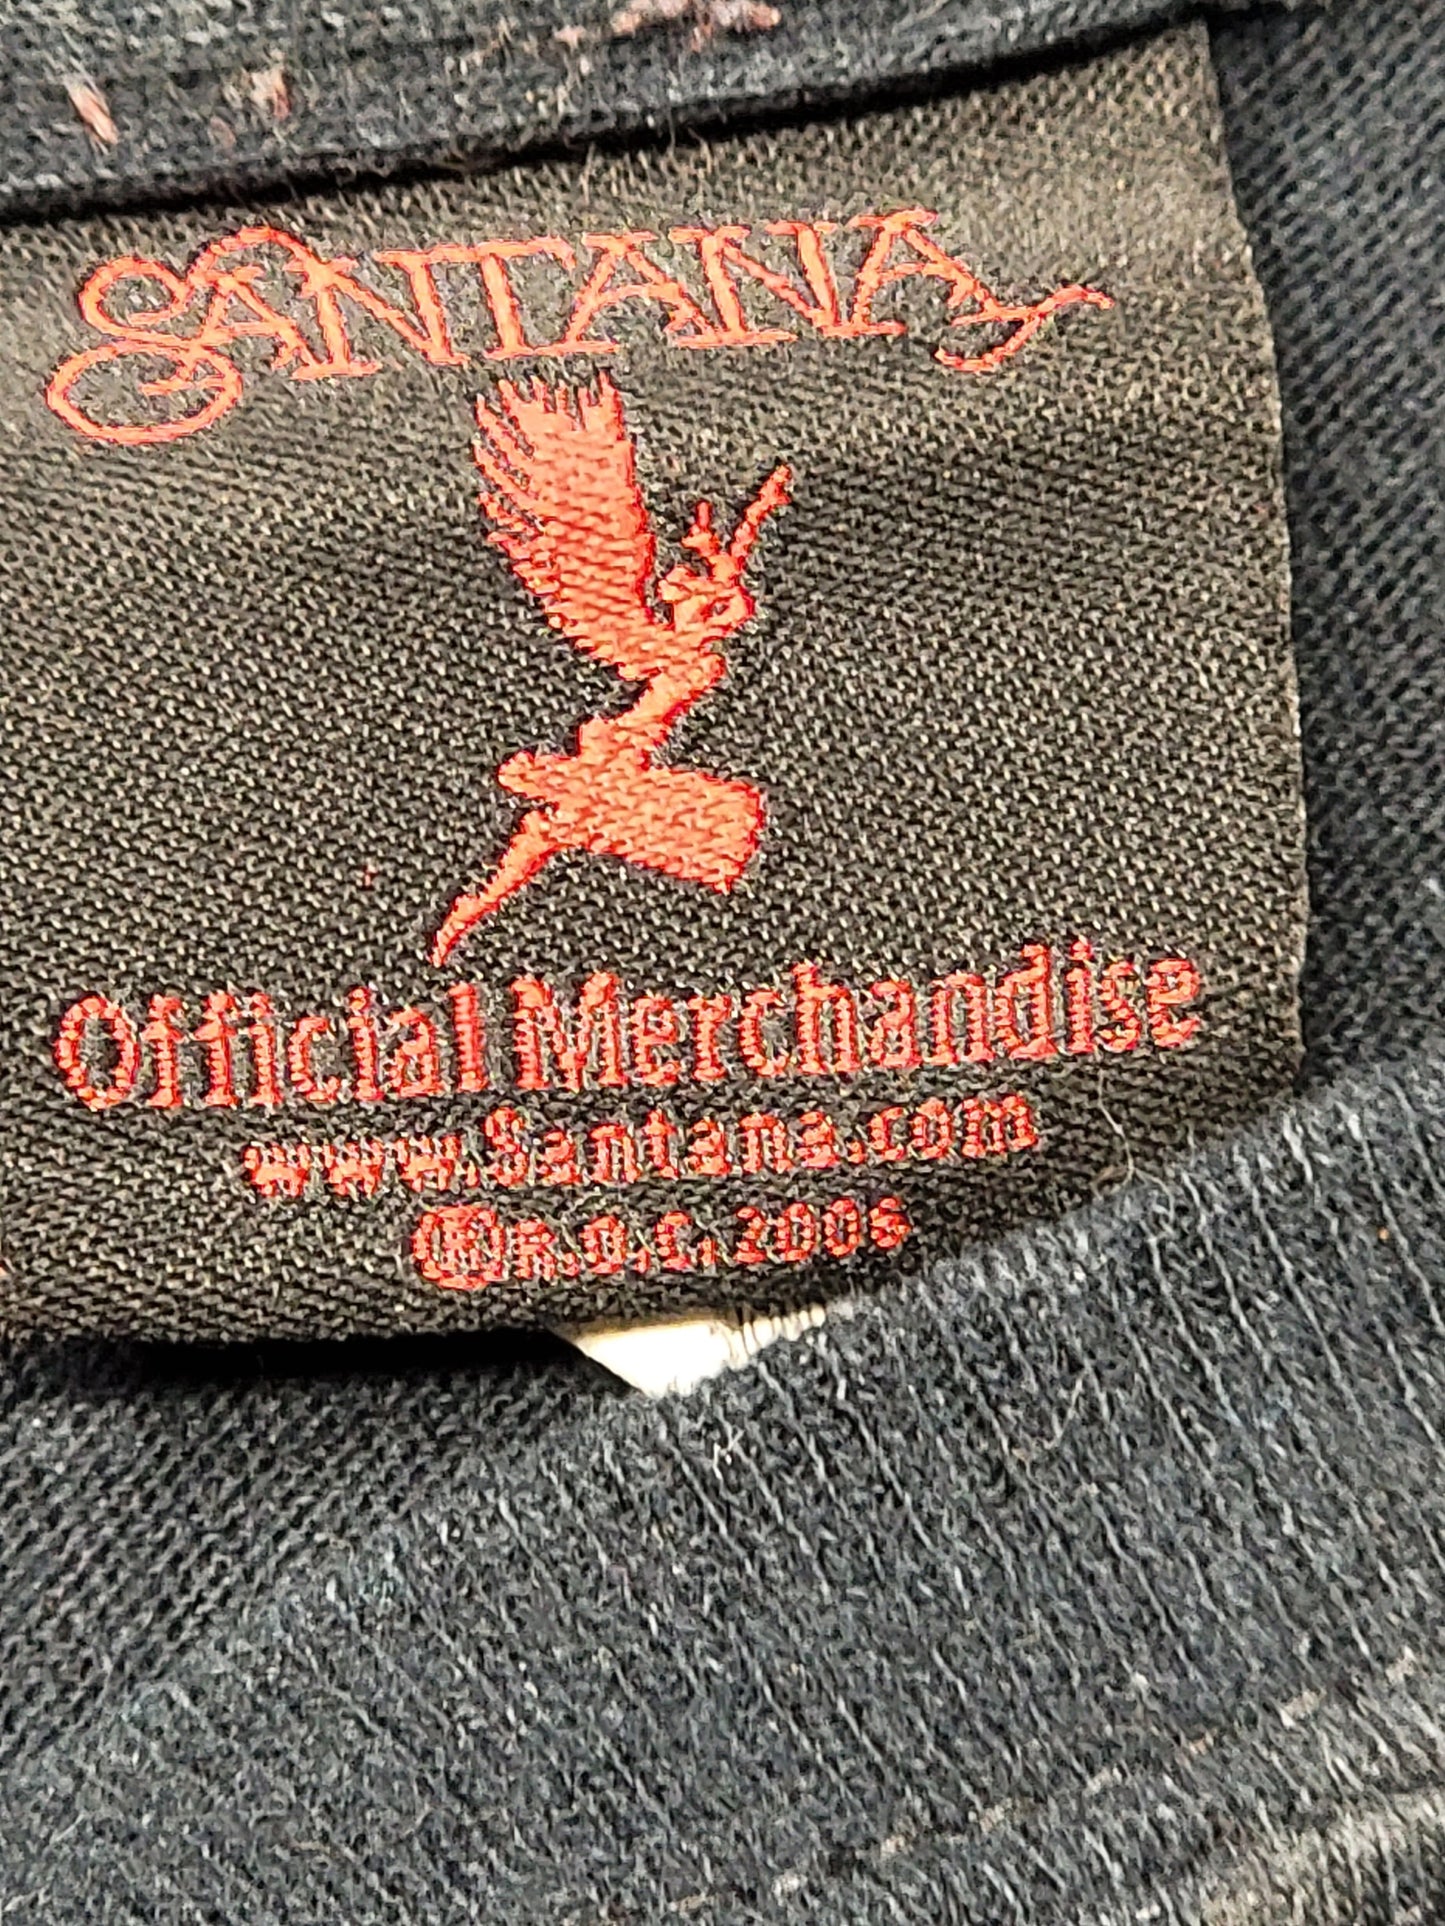 SANTANA
Official Merchandise
www.Santana.com
®R.O.C. 2006